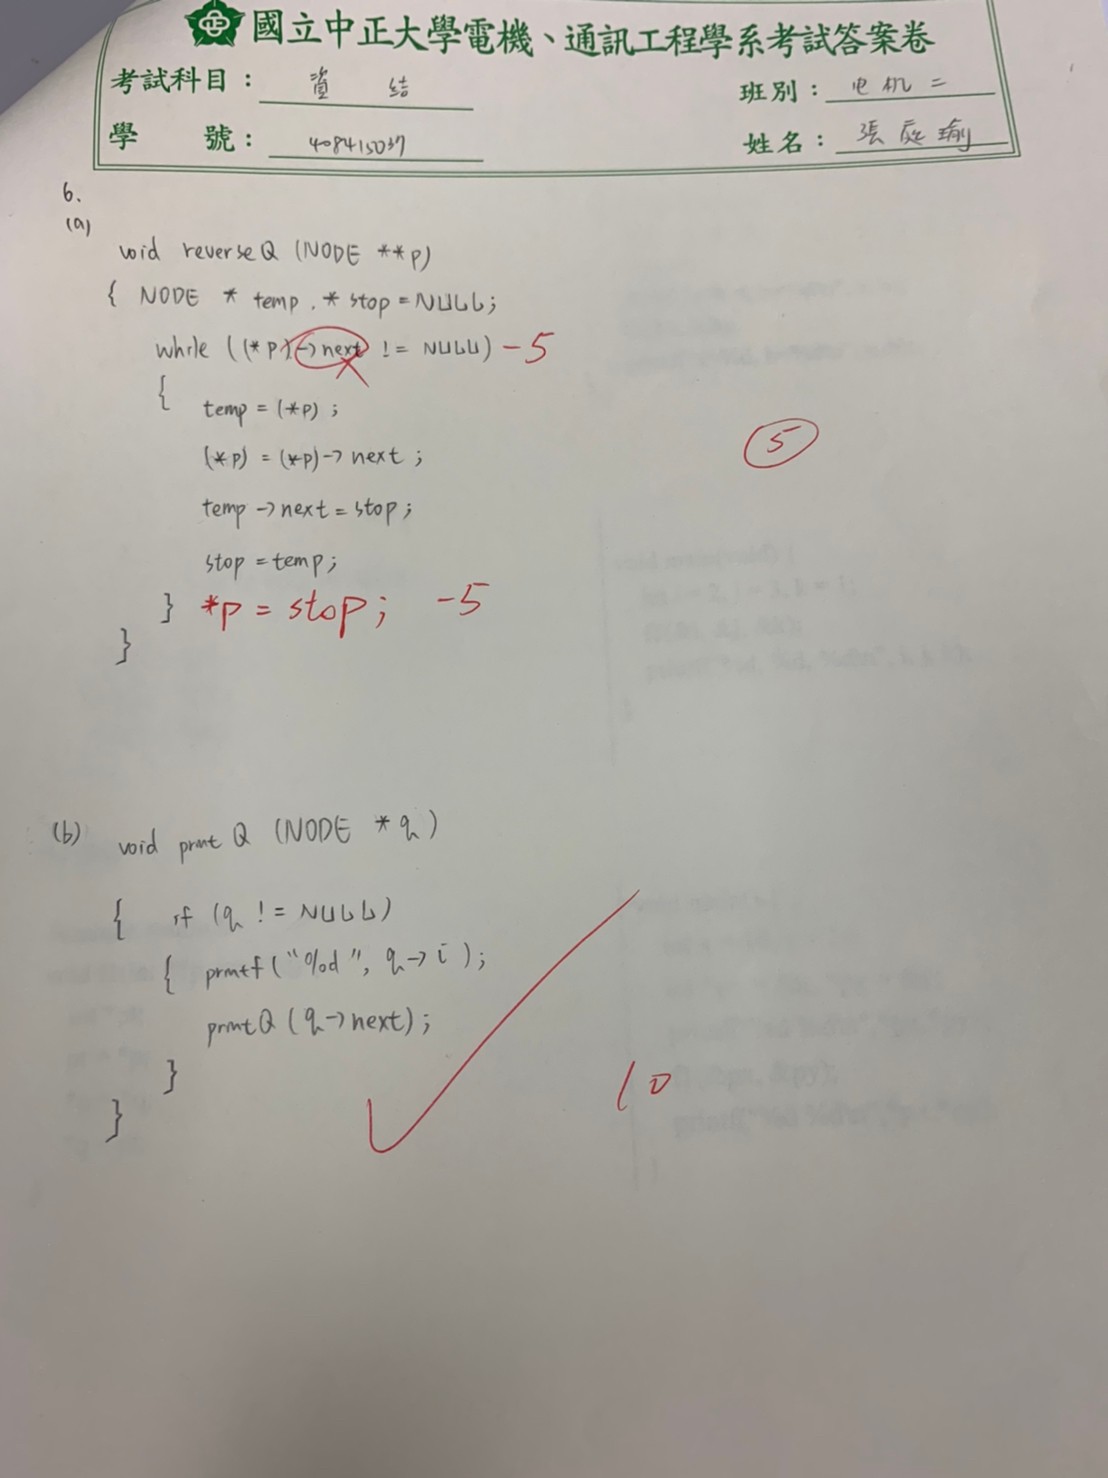 國立中正大學電機、通訊工程學系考試答案卷
考試科目: 資 結 班別: 电机二
學 號: 408415037 姓名: 張庭瑜
6.
(a)
void reverseQ (NODE **p)
{ NODE * temp, * stop = NULL;
while ((*p)->next != NULL) -5
{
temp = (*p);
(*p) = (*p)->next;
5
temp->next = stop;
stop = temp;
} *p = stop; -5
}
(b) void print Q (NODE *q)
{ if (q != NULL)
{ printf("%d", q->i);
printQ (q->next);
}
10
}